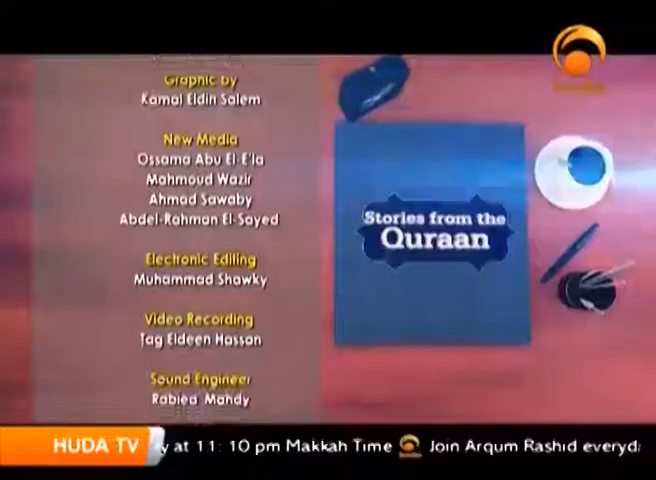 Graphic by
Kamal Eldin Salem
New Media
Ossama Abu El-E'la
Mahmoud Wazir
Ahmad Sawaby
Abdel-Rahman El-Sayed
Electronic Editing
Muhammad Shawky
Video Recording
Tag Eldeen Hassan
Sound Engineer
Rabiea Mahdy
Stories from the
Quraan
HUDA TV
y at 11:10 pm Makkah Time
Join Arqum Rashid everyd